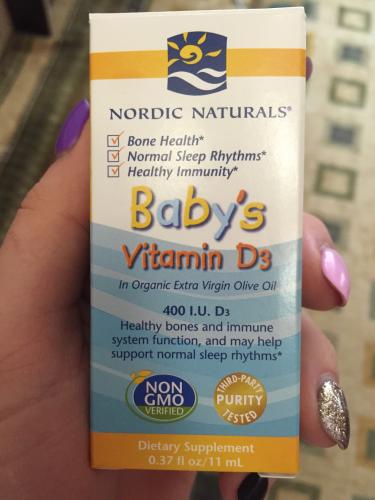 NORDIC NATURALS®
Bone Health*
Normal Sleep Rhythms*
Healthy Immunity*
Baby's
Vitamin D3
In Organic Extra Virgin Olive Oil
400 I.U. D3
Healthy bones and immune
system function, and may help
support normal sleep rhythms*
NON
GMO
VERIFIED
THIRD-PARTY
PURITY
TESTED
Dietary Supplement
0.37 fl oz/11 mL